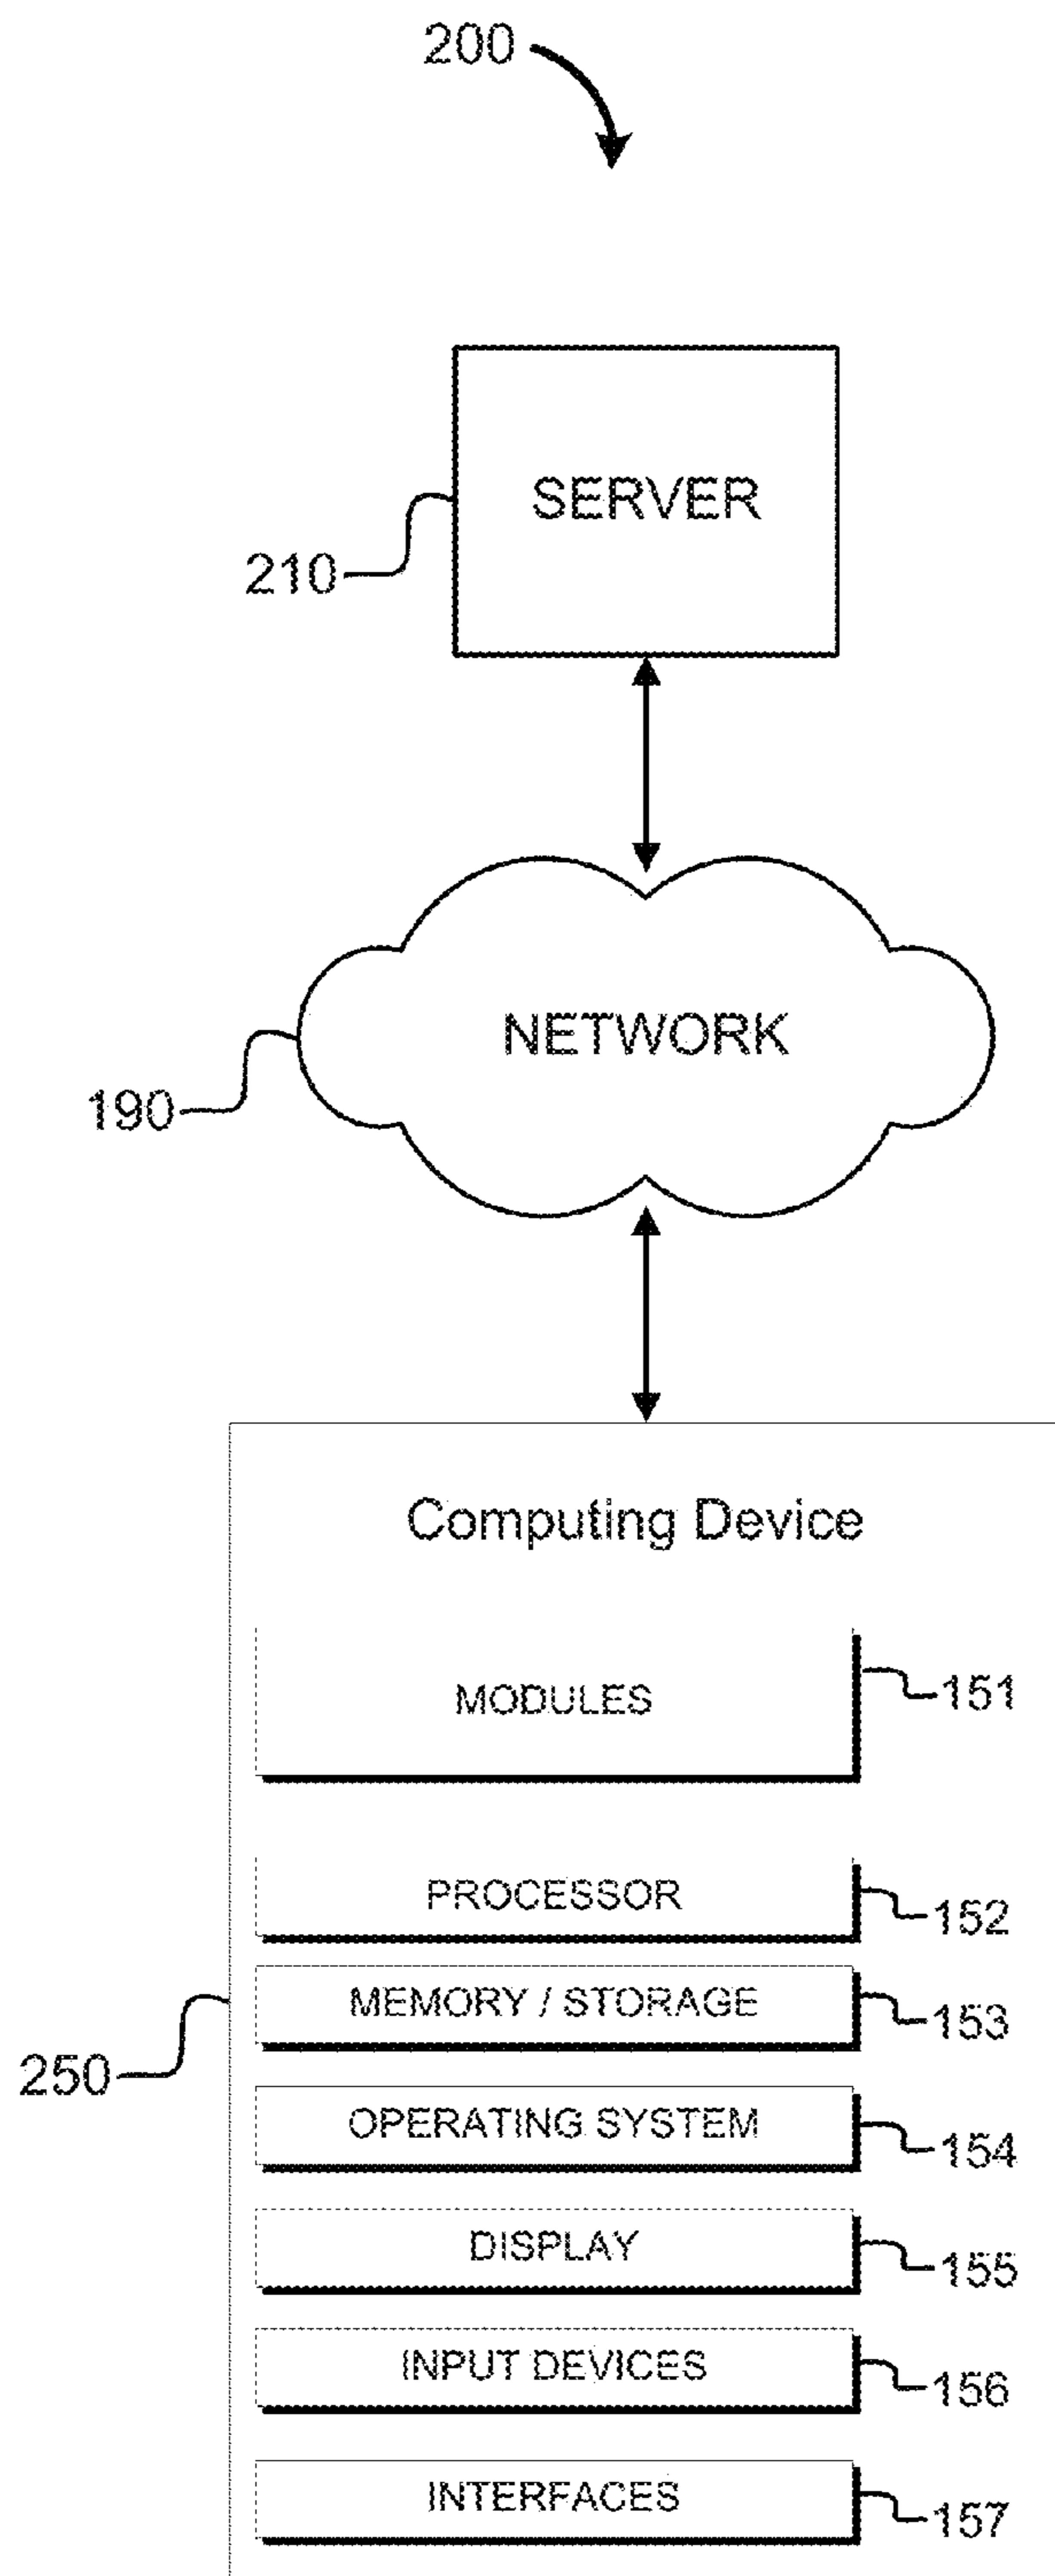 200
SERVER
210
NETWORK
190
Computing Device
MODULES
151
PROCESSOR
152
MEMORY / STORAGE
153
250
OPERATING SYSTEM
154
DISPLAY
155
INPUT DEVICES
156
INTERFACES
157